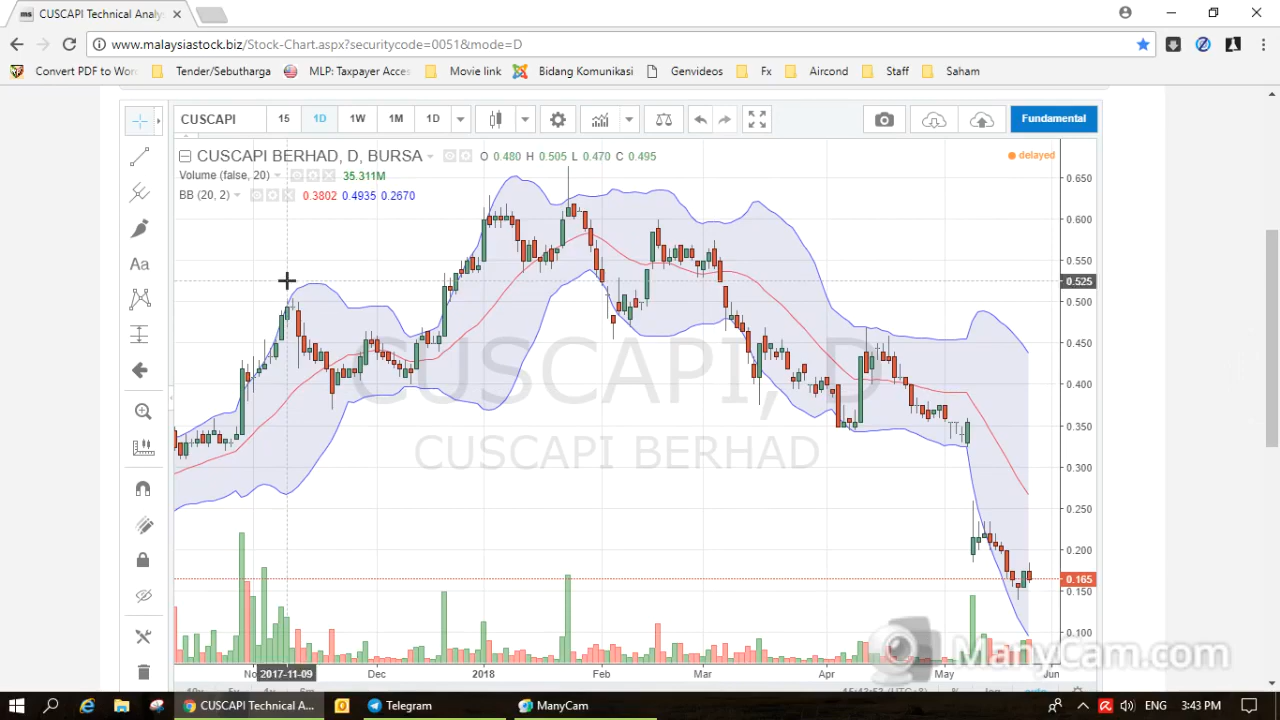 CUSCAPI Technical Analy
www.malaysiastock.biz/Stock-Chart.aspx?securitycode=0051&mode=D
Convert PDF to Word Tender/Sebutharga MLP: Taxpayer Acces Movie link Bidang Komunikasi Genvideos Fx Aircond Staff Saham
CUSCAPI 15 1D 1W 1M 1D Fundamental
CUSCAPI BERHAD, D, BURSA O 0.480 H 0.505 L 0.470 C 0.495 delayed
Volume (false, 20) 35.311M
BB (20, 2) 0.3802 0.4935 0.2670
Aa
CUSCAPI, D
CUSCAPI BERHAD
0.650
0.600
0.550
0.525
0.500
0.450
0.400
0.350
0.300
0.250
0.200
0.165
0.150
0.100
ManyCam.com
No 2017-11-09 Dec 2018 Feb Mar Apr May Jun
CUSCAPI Technical A... Telegram ManyCam ENG 3:43 PM